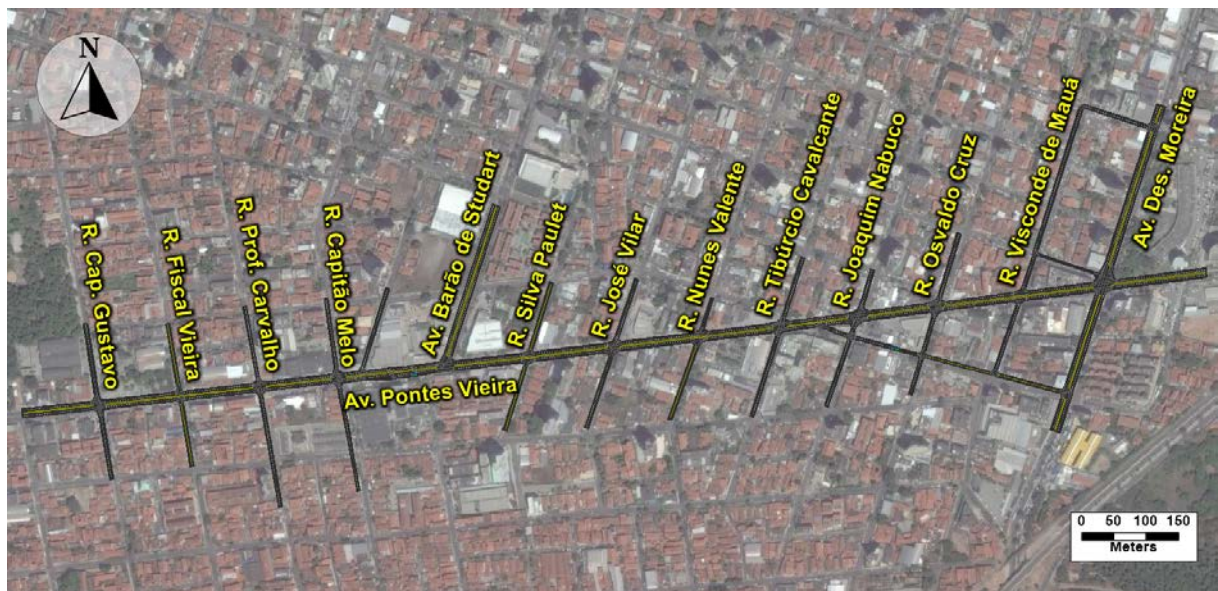 N
R. Cap. Gustavo
R. Fiscal Vieira
R. Prof. Carvalho
R. Capitão Melo
Av. Barão de Studart
R. Silva Paulet
R. José Vilar
R. Nunes Valente
R. Tibúrcio Cavalcante
R. Joaquim Nabuco
R. Osvaldo Cruz
R. Visconde de Mauá
Av. Des. Moreira
Av. Pontes Vieira
0 50 100 150
Meters